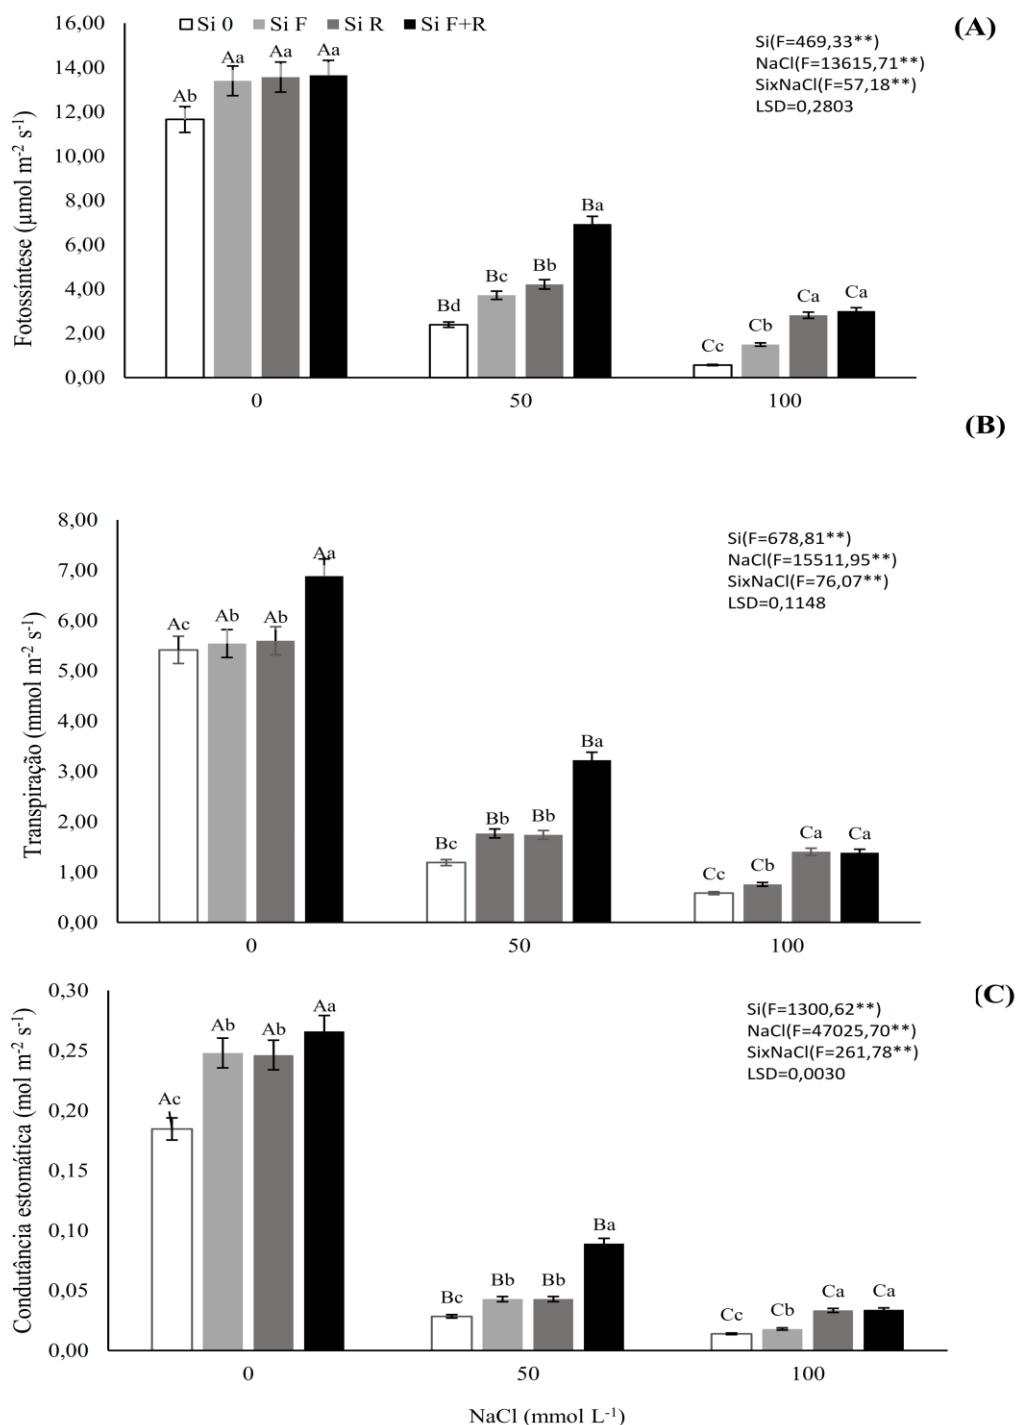 Si 0 Si F Si R Si F+R
(A)
Si(F=469,33**)
NaCl(F=13615,71**)
SixNaCl(F=57,18**)
LSD=0,2803
Fotossíntese (µmol m⁻² s⁻¹)
16,00
14,00
12,00
10,00
8,00
6,00
4,00
2,00
0,00
Ab Aa Aa Aa
Bd Bc Bb Ba
Cc Cb Ca Ca
0 50 100
(B)
Si(F=678,81**)
NaCl(F=15511,95**)
SixNaCl(F=76,07**)
LSD=0,1148
Transpiração (mmol m⁻² s⁻¹)
8,00
7,00
6,00
5,00
4,00
3,00
2,00
1,00
0,00
Ac Ab Ab Aa
Bc Bb Bb Ba
Cc Cb Ca Ca
0 50 100
(C)
Si(F=1300,62**)
NaCl(F=47025,70**)
SixNaCl(F=261,78**)
LSD=0,0030
Condutância estomática (mol m⁻² s⁻¹)
0,30
0,25
0,20
0,15
0,10
0,05
0,00
Ac Ab Ab Aa
Bc Bb Bb Ba
Cc Cb Ca Ca
0 50 100
NaCl (mmol L⁻¹)